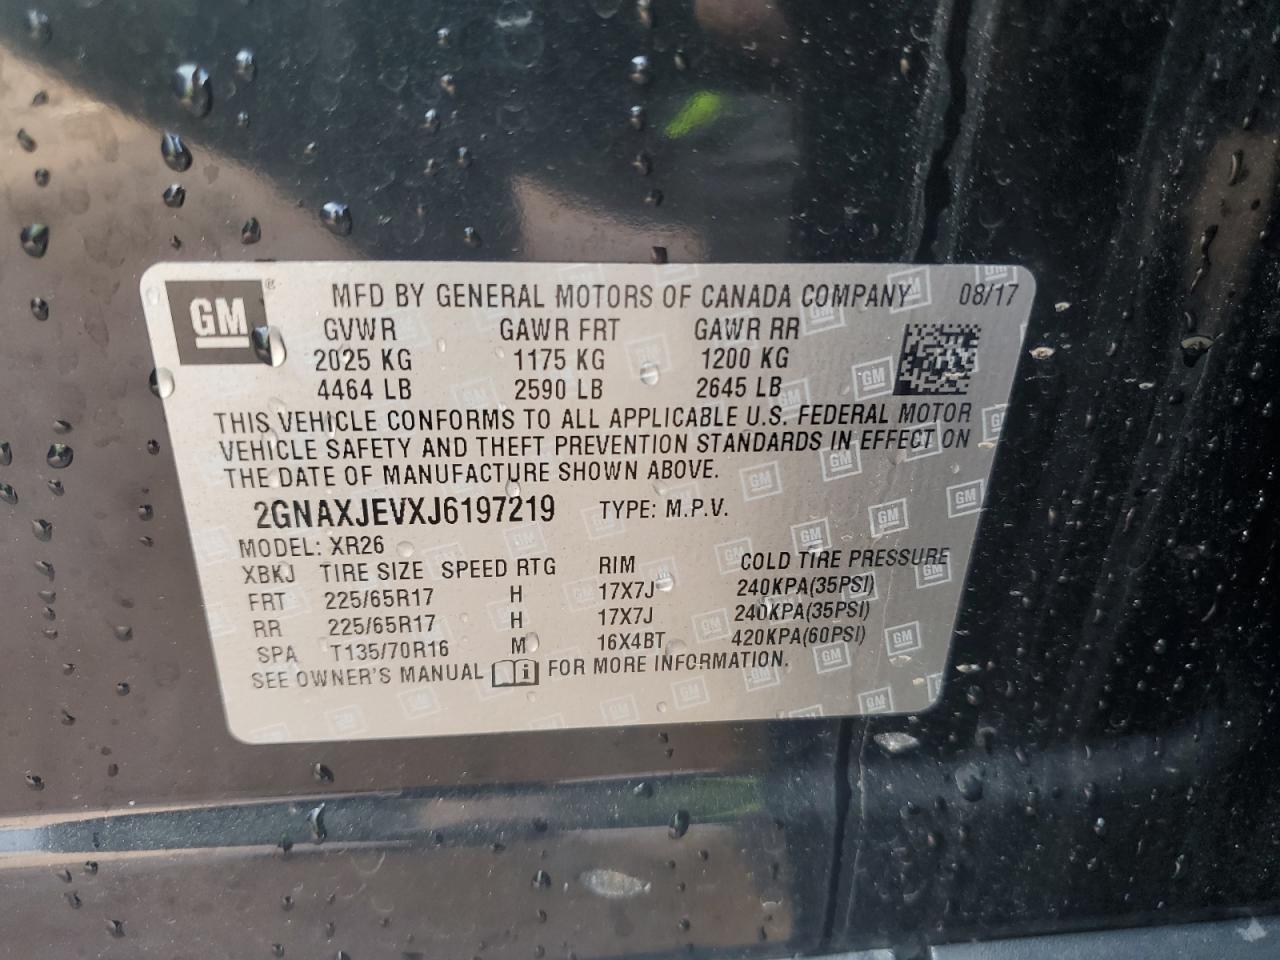 GM ® MFD BY GENERAL MOTORS OF CANADA COMPANY 08/17
GVWR GAWR FRT GAWR RR
2025 KG 1175 KG 1200 KG
4464 LB 2590 LB 2645 LB
THIS VEHICLE CONFORMS TO ALL APPLICABLE U.S. FEDERAL MOTOR
VEHICLE SAFETY AND THEFT PREVENTION STANDARDS IN EFFECT ON
THE DATE OF MANUFACTURE SHOWN ABOVE.
2GNAXJEVXJ6197219 TYPE: M.P.V.
MODEL: XR26
XBKJ TIRE SIZE SPEED RTG RIM COLD TIRE PRESSURE
FRT 225/65R17 H 17X7J 240KPA(35PSI)
RR 225/65R17 H 17X7J 240KPA(35PSI)
SPA T135/70R16 M 16X4BT 420KPA(60PSI)
SEE OWNER'S MANUAL i FOR MORE INFORMATION.